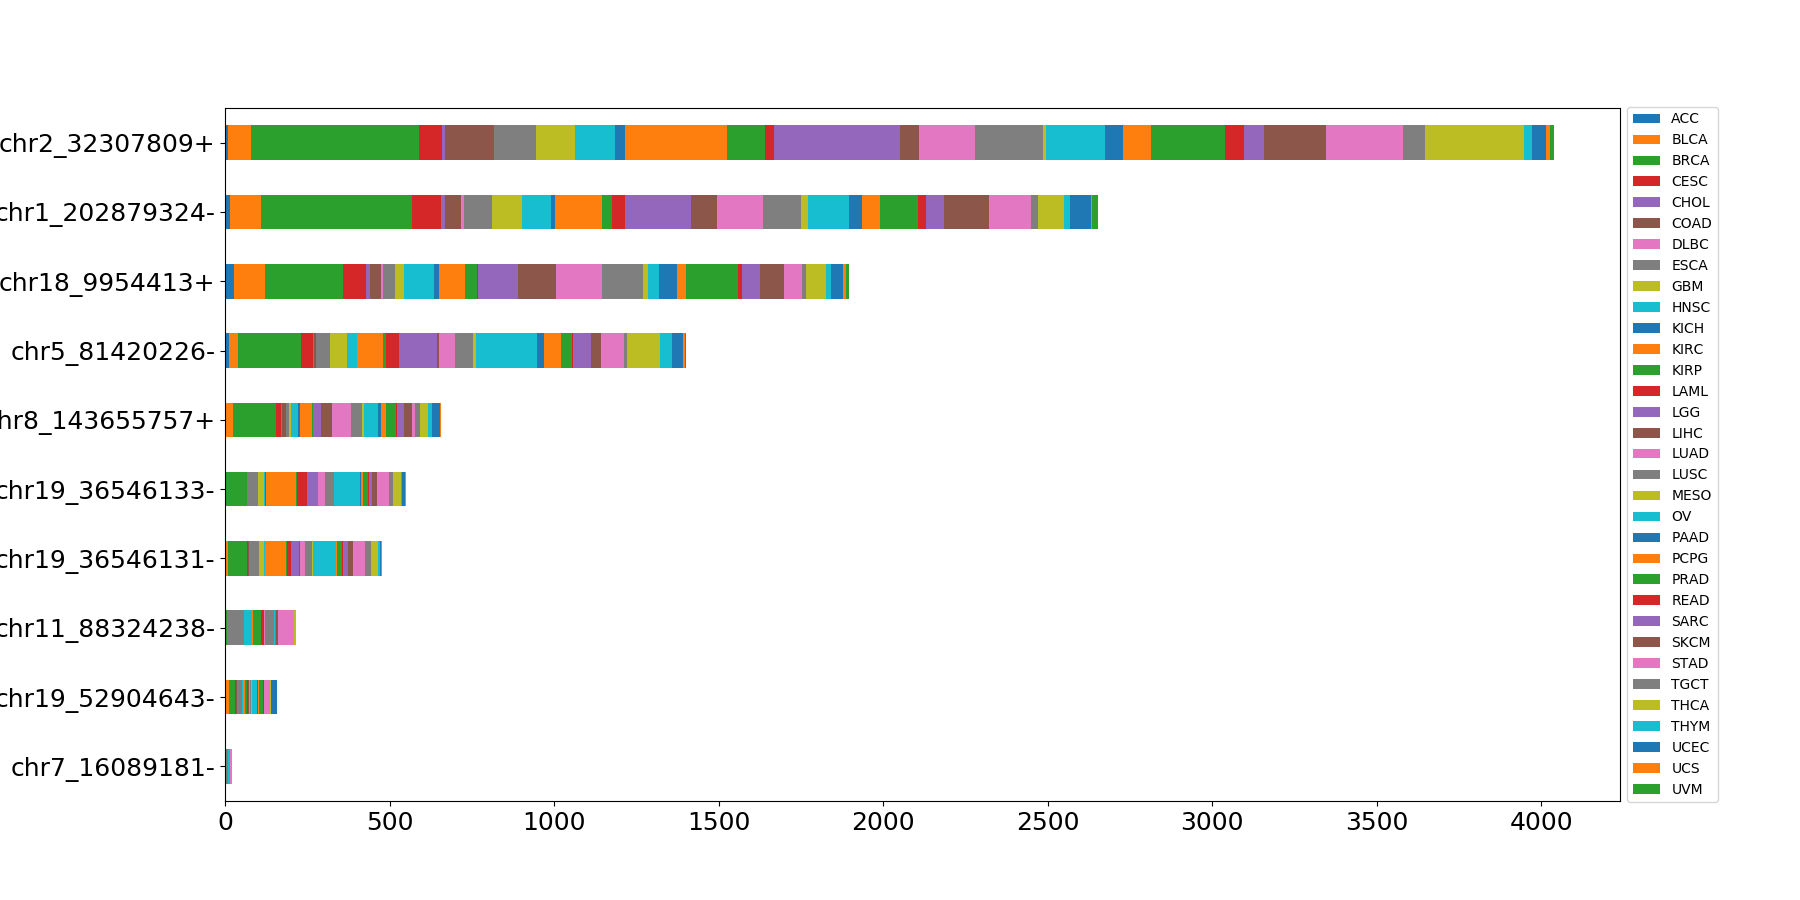 chr2_32307809+
chr1_202879324-
chr18_9954413+
chr5_81420226-
hr8_143655757+
chr19_36546133-
chr19_36546131-
chr11_88324238-
chr19_52904643-
chr7_16089181-
0 500 1000 1500 2000 2500 3000 3500 4000
ACC
BLCA
BRCA
CESC
CHOL
COAD
DLBC
ESCA
GBM
HNSC
KICH
KIRC
KIRP
LAML
LGG
LIHC
LUAD
LUSC
MESO
OV
PAAD
PCPG
PRAD
READ
SARC
SKCM
STAD
TGCT
THCA
THYM
UCEC
UCS
UVM